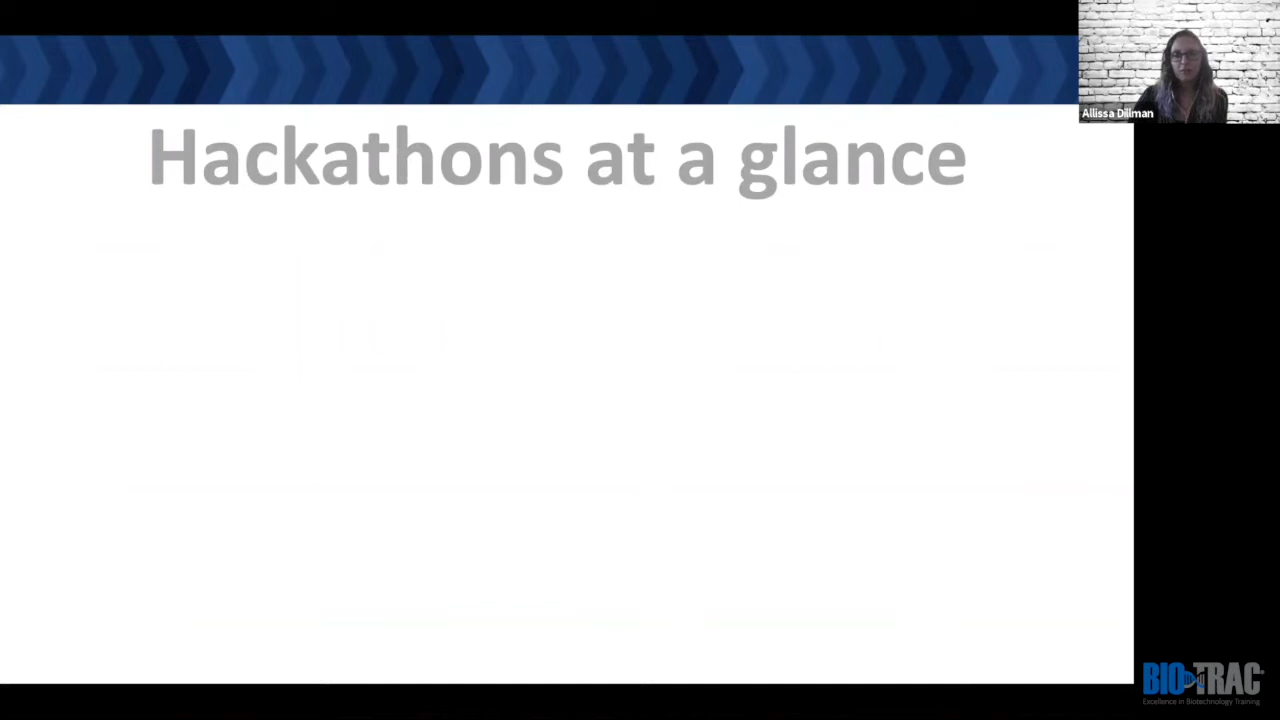 Hackathons at a glance
Allissa Dillman
BIO-TRAC®
Excellence in Biotechnology Training